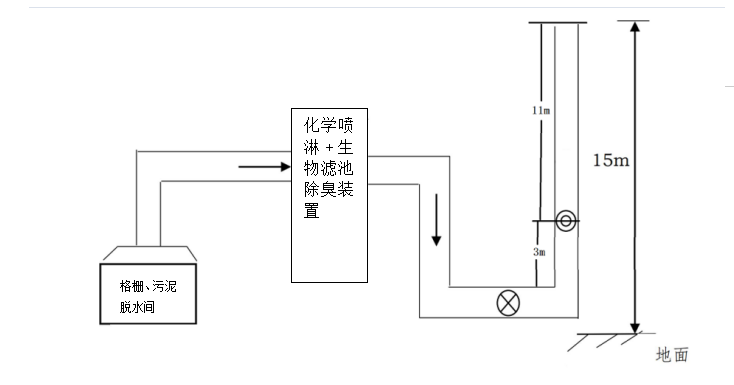 11m
化学喷
淋 + 生
物滤池
除臭装
置
15m
3m
格栅、污泥
脱水间
地面